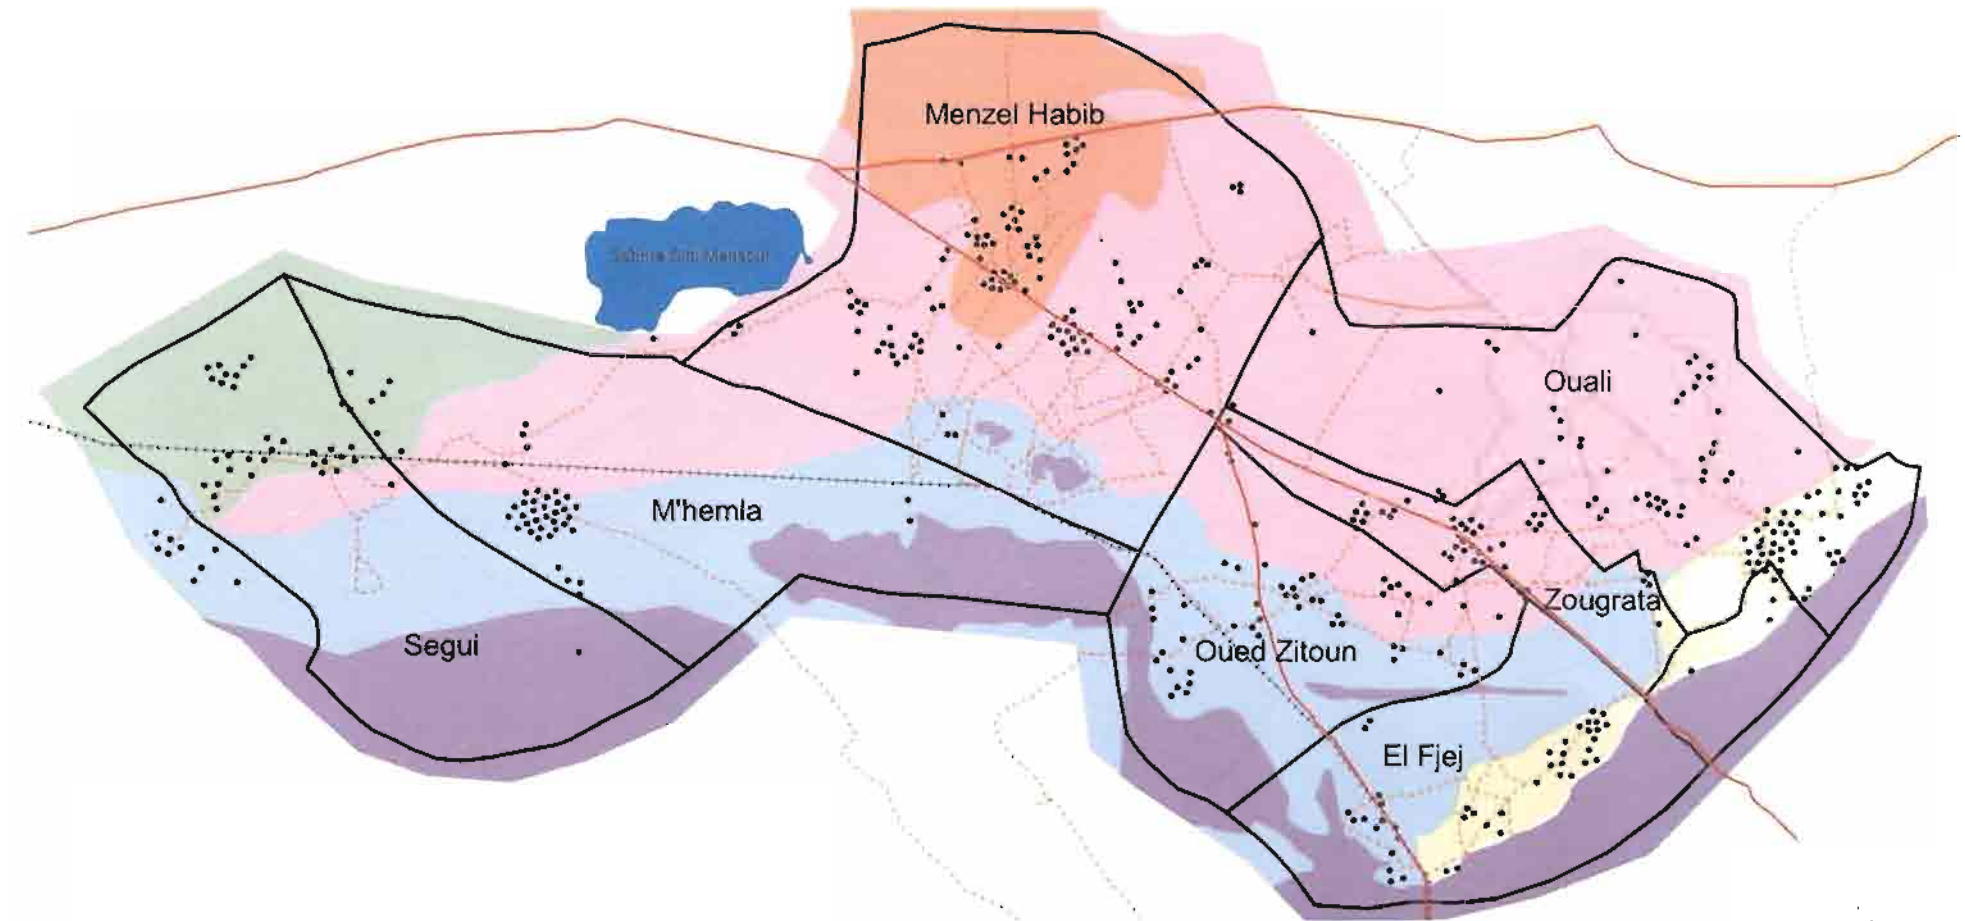 Menzel Habib
Ouali
M'hemla
Zougrata
Segui
Oued Zitoun
El Fjej